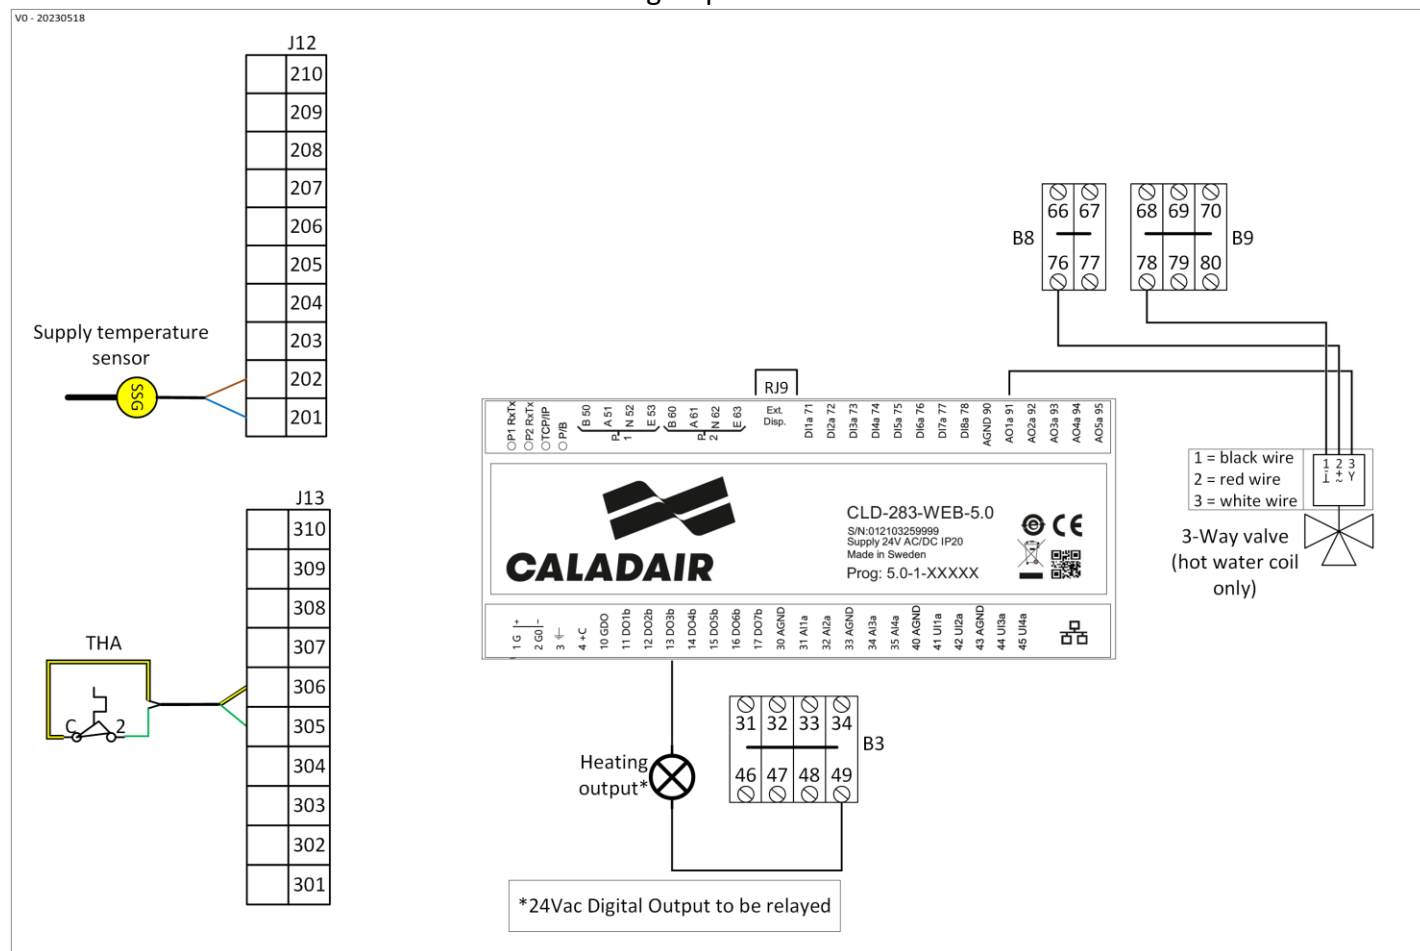 V0 - 20230518
J12
210
209
208
207
206
205
204
203
202
201
Supply temperature
sensor
SSG
J13
310
309
308
307
306
305
304
303
302
301
THA
C
2
B8
66 67
76 77
68 69 70
78 79 80
B9
RJ9
P1 RxTx
P2 RxTx
TCP/IP
P/B
B 50
A 51
N 52
E 53
P
1
B 60
A 61
N 62
E 63
P
2
Ext.
Disp.
DI1a 71
DI2a 72
DI3a 73
DI4a 74
DI5a 75
DI6a 76
DI7a 77
DI8a 78
AGND 90
AO1a 91
AO2a 92
AO3a 93
AO4a 94
AO5a 95
CALADAIR
CLD-283-WEB-5.0
S/N:012103259999
Supply 24V AC/DC IP20
Made in Sweden
Prog: 5.0-1-XXXXX
e
CE
1 G +
2 G0 −
3
4 +C
10 GDO
11 DO1b
12 DO2b
13 DO3b
14 DO4b
15 DO5b
16 DO6b
17 DO7b
30 AGND
31 AI1a
32 AI2a
33 AGND
34 AI3a
35 AI4a
40 AGND
41 UI1a
42 UI2a
43 AGND
44 UI3a
45 UI4a
1 = black wire
2 = red wire
3 = white wire
1 2 3
- + Y
~
3-Way valve
(hot water coil
only)
Heating
output*
31 32 33 34
46 47 48 49
B3
*24Vac Digital Output to be relayed